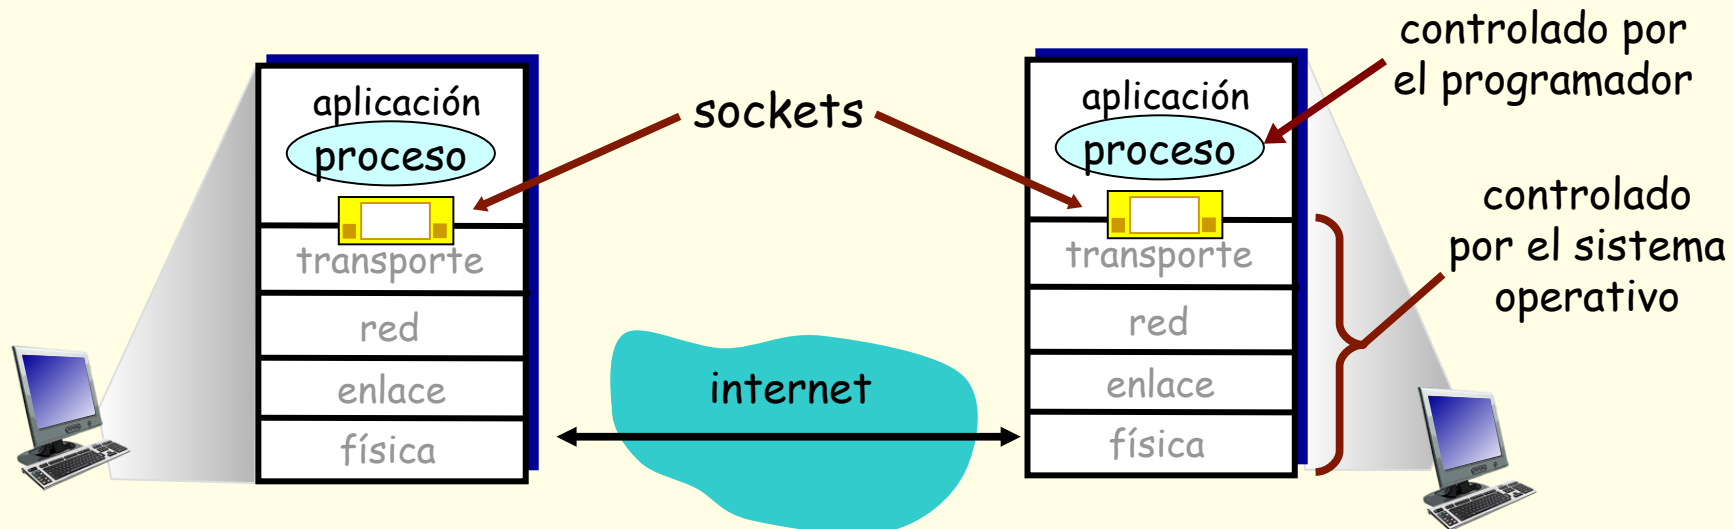 aplicación
proceso
transporte
red
enlace
física
sockets
internet
aplicación
proceso
transporte
red
enlace
física
controlado por
el programador
controlado
por el sistema
operativo